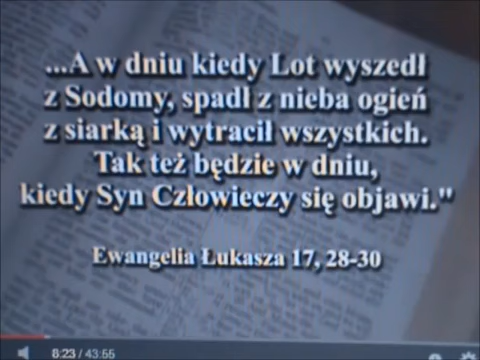 ...A w dniu kiedy Lot wyszedł
z Sodomy, spadł z nieba ogień
z siarką i wytracił wszystkich.
Tak też będzie w dniu,
kiedy Syn Człowieczy się objawi."
Ewangelia Łukasza 17, 28-30
8:23 / 43:55